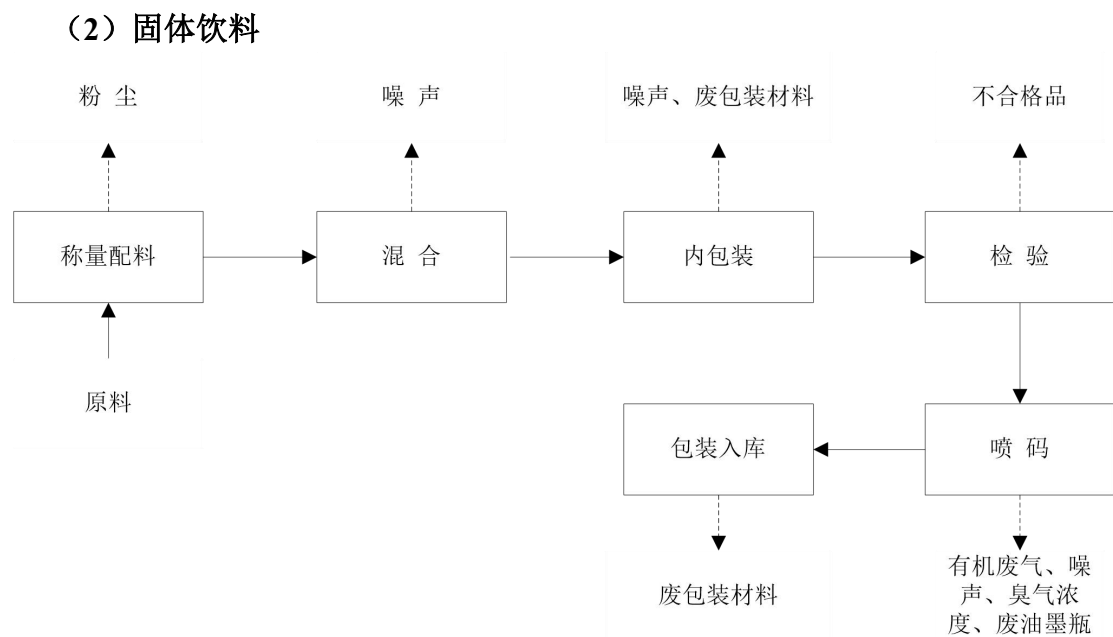 （2）固体饮料
粉 尘
噪 声
噪声、废包装材料
不合格品
称量配料
混 合
内包装
检 验
原料
包装入库
喷 码
废包装材料
有机废气、噪
声、臭气浓
度、废油墨瓶